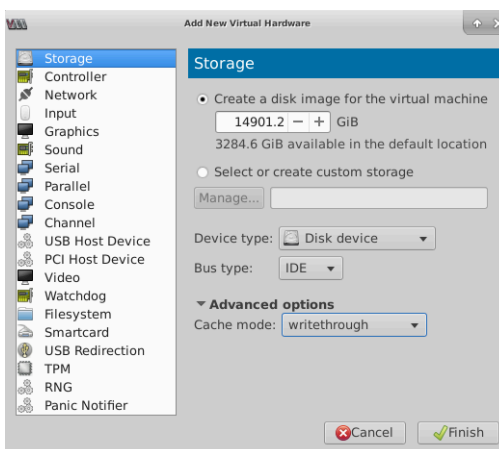 Add New Virtual Hardware
Storage
Controller
Network
Input
Graphics
Sound
Serial
Parallel
Console
Channel
USB Host Device
PCI Host Device
Video
Watchdog
Filesystem
Smartcard
USB Redirection
TPM
RNG
Panic Notifier
Storage
Create a disk image for the virtual machine
14901.2 − + GiB
3284.6 GiB available in the default location
Select or create custom storage
Manage...
Device type: Disk device
Bus type: IDE
Advanced options
Cache mode: writethrough
Cancel Finish